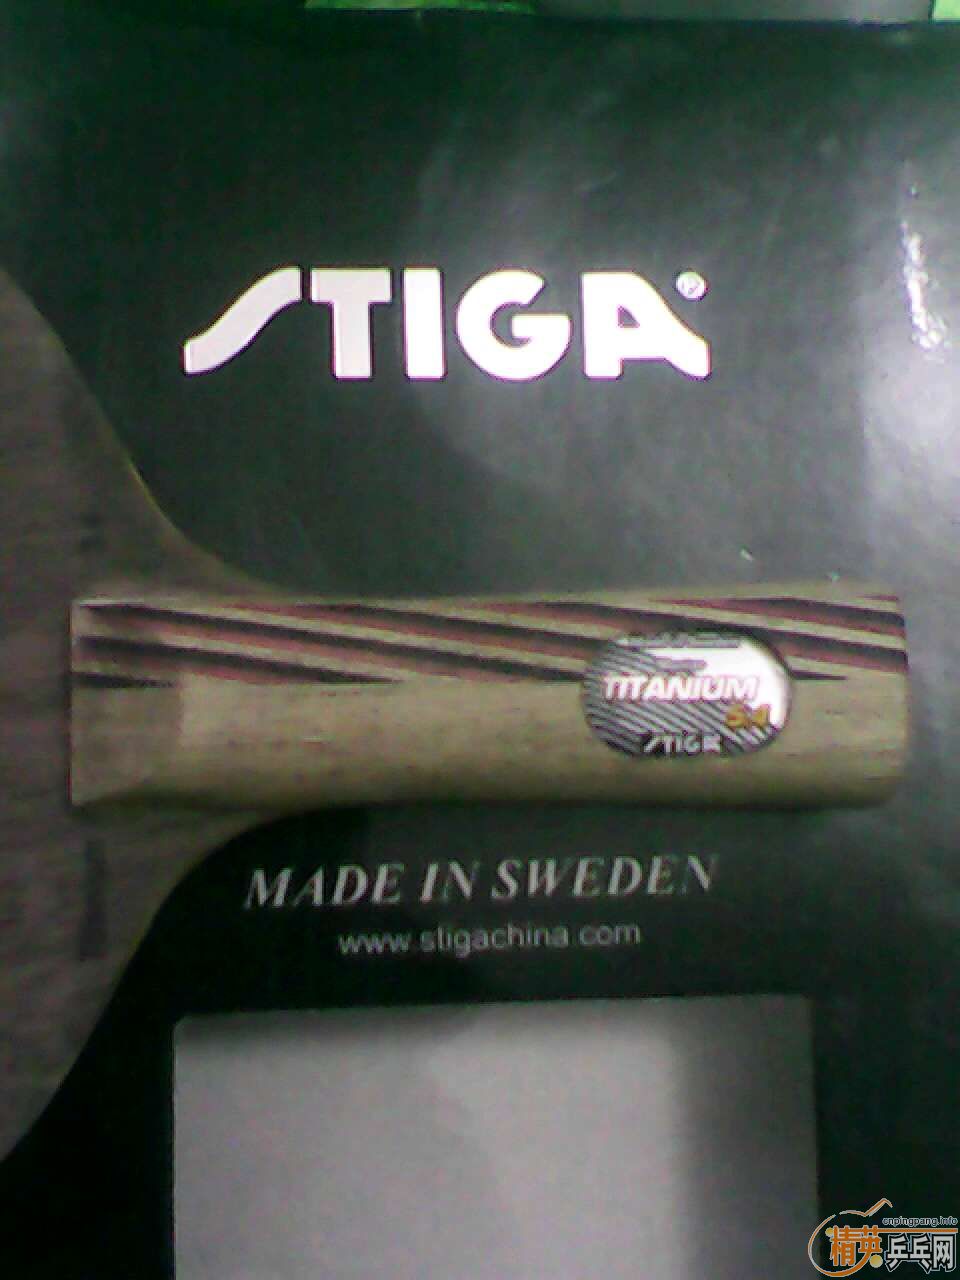 STIGA®
TITANIUM
5.4
STIGA
MADE IN SWEDEN
www.stigachina.com
cnpingpang.info
精英乒乓网